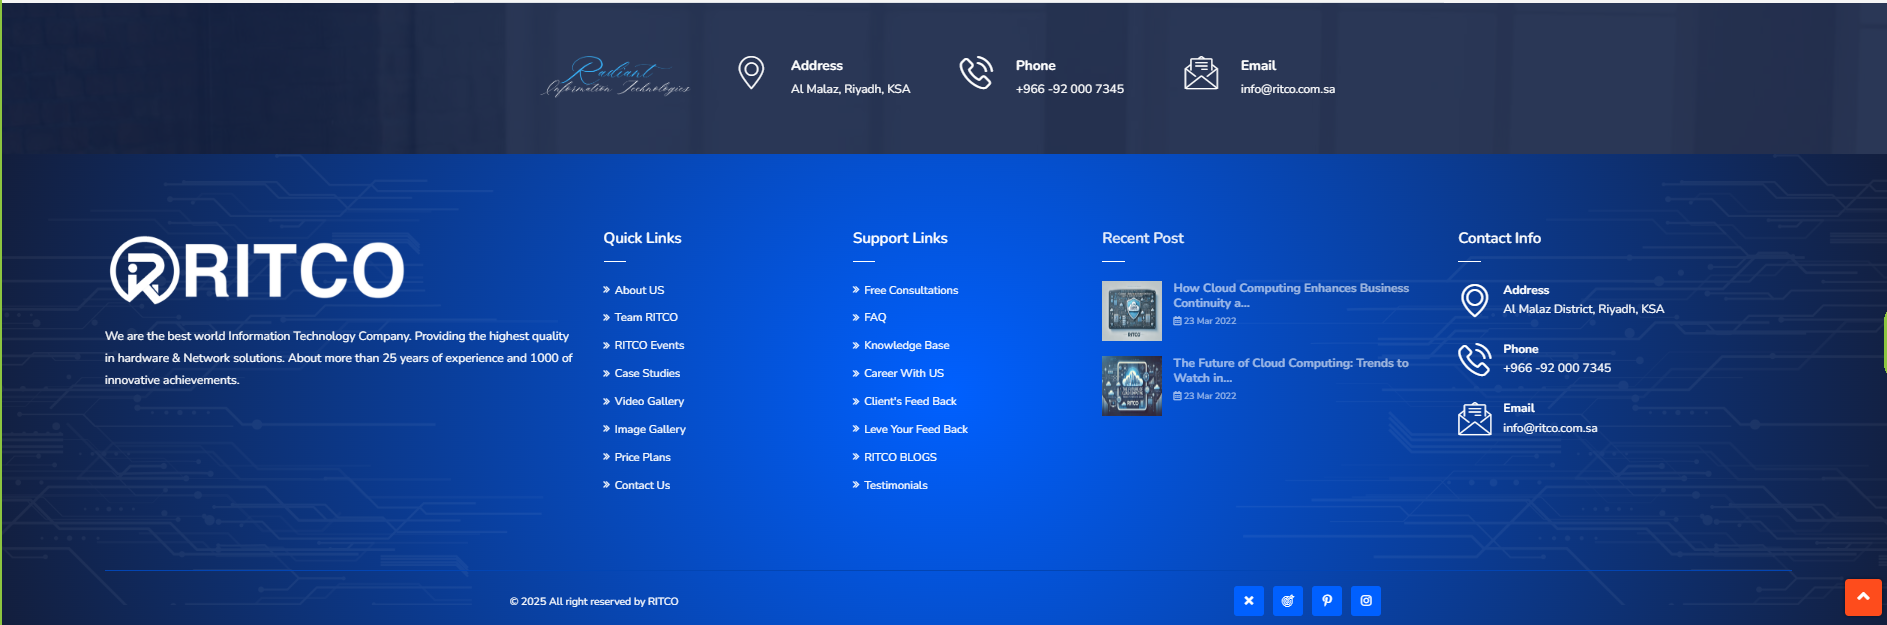 Radiant
Information Technologies
Address
Al Malaz, Riyadh, KSA
Phone
+966 -92 000 7345
Email
info@ritco.com.sa
RITCO
We are the best world Information Technology Company. Providing the highest quality
in hardware & Network solutions. About more than 25 years of experience and 1000 of
innovative achievements.
Quick Links
About US
Team RITCO
RITCO Events
Case Studies
Video Gallery
Image Gallery
Price Plans
Contact Us
Support Links
Free Consultations
FAQ
Knowledge Base
Career With US
Client's Feed Back
Leve Your Feed Back
RITCO BLOGS
Testimonials
Recent Post
RITCO
How Cloud Computing Enhances Business
Continuity a...
23 Mar 2022
RITCO
The Future of Cloud Computing: Trends to
Watch in...
23 Mar 2022
Contact Info
Address
Al Malaz District, Riyadh, KSA
Phone
+966 -92 000 7345
Email
info@ritco.com.sa
© 2025 All right reserved by RITCO